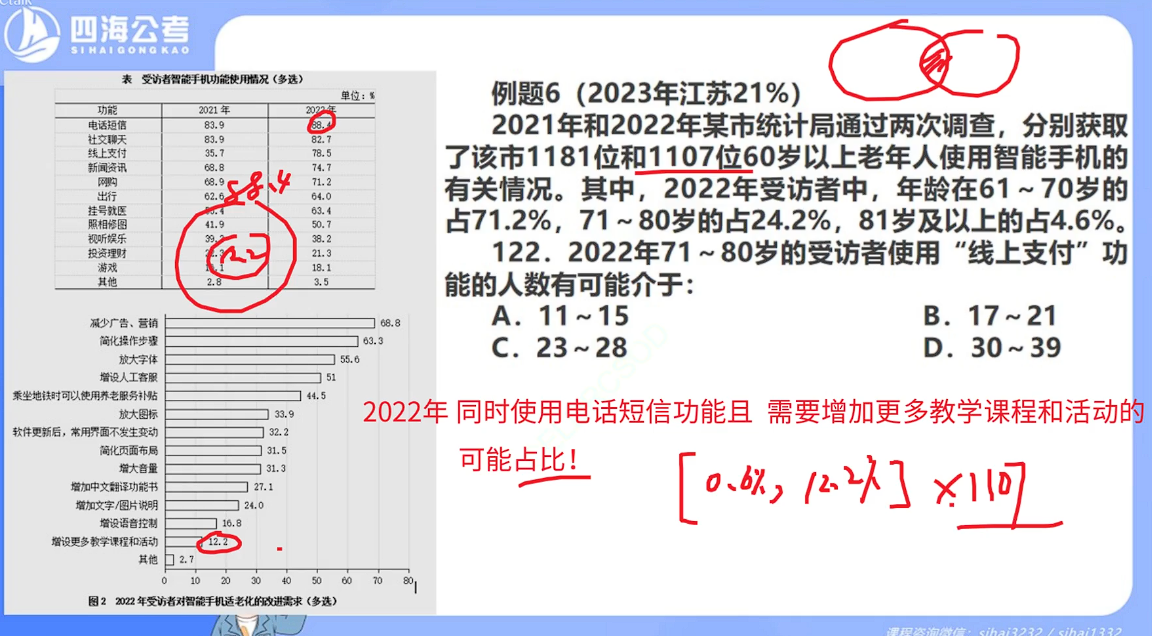 四海公考
SIHAIGONGKAO
表 受访者智能手机功能使用情况（多选）
单位：%
功能 2021 年 2022 年
电话短信 83.9 88.4
社交聊天 83.9 82.7
线上支付 35.7 78.5
新闻资讯 68.8 74.7
网购 68.9 71.2
出行 62.6 64.0
挂号就医 63.4
照相修图 41.9 50.7
视听娱乐 38.2
投资理财 21.3
游戏 18.1
其他 2.8 3.5
88.4
12.2
减少广告、营销 68.8
简化操作步骤 63.3
放大字体 55.6
增设人工客服 51
乘坐地铁时可以使用养老服务补贴 44.5
放大图标 33.9
软件更新后，常用界面不发生变动 32.2
简化页面布局 31.5
增大音量 31.3
增加中文翻译功能书 27.1
增加文字/图片说明 24.0
增设语音控制 16.8
增设更多教学课程和活动 12.2
其他 2.7
0 10 20 30 40 50 60 70 80
图 2 2022 年受访者对智能手机适老化的改进需求（多选）
例题6（2023年江苏21%）
2021年和2022年某市统计局通过两次调查，分别获取
了该市1181位和1107位60岁以上老年人使用智能手机的
有关情况。其中，2022年受访者中，年龄在61～70岁的
占71.2%，71～80岁的占24.2%，81岁及以上的占4.6%。
122．2022年71～80岁的受访者使用“线上支付”功
能的人数有可能介于：
A．11～15 B．17～21
C．23～28 D．30～39
2022年 同时使用电话短信功能且 需要增加更多教学课程和活动的
可能占比！
[0.6%, 12.2%] ×1107
课程咨询微信：sihai3232 / sihai1332